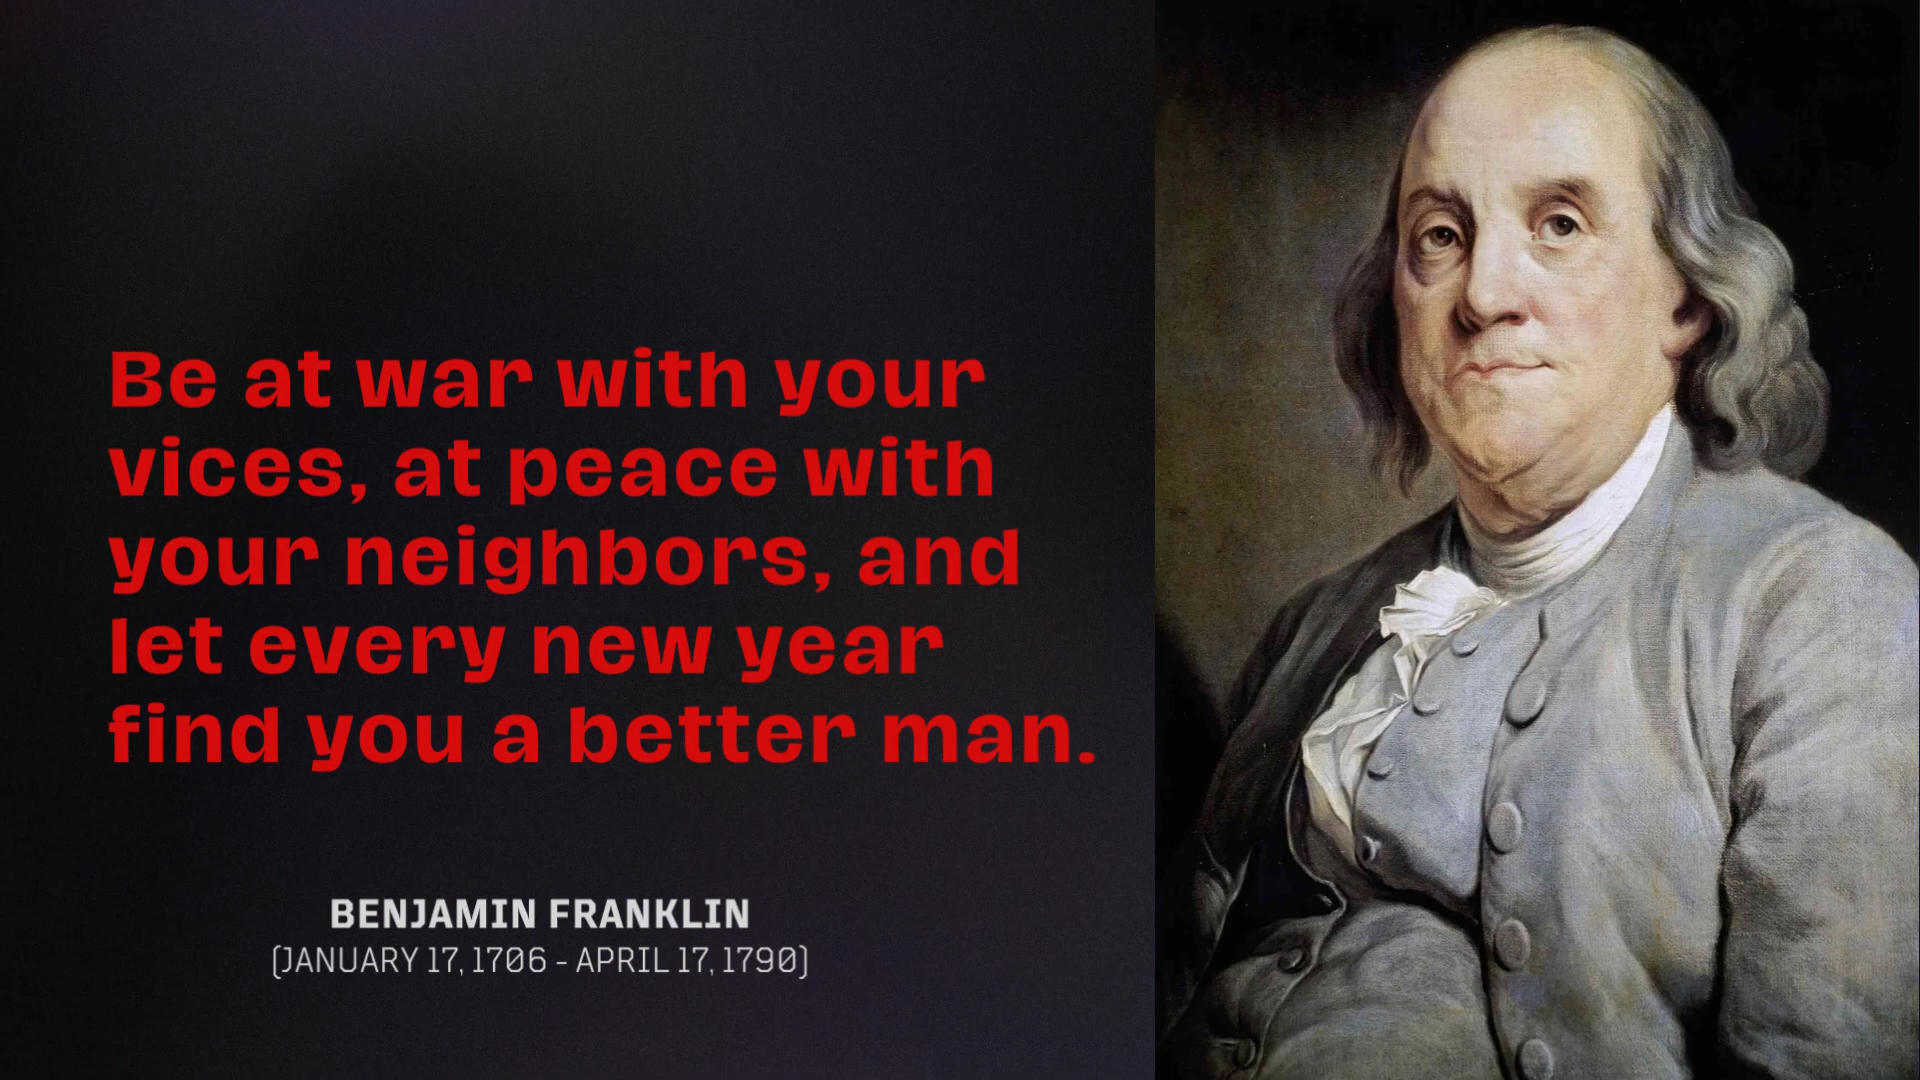 Be at war with your
vices, at peace with
your neighbors, and
let every new year
find you a better man.
BENJAMIN FRANKLIN
(JANUARY 17, 1706 - APRIL 17, 1790)